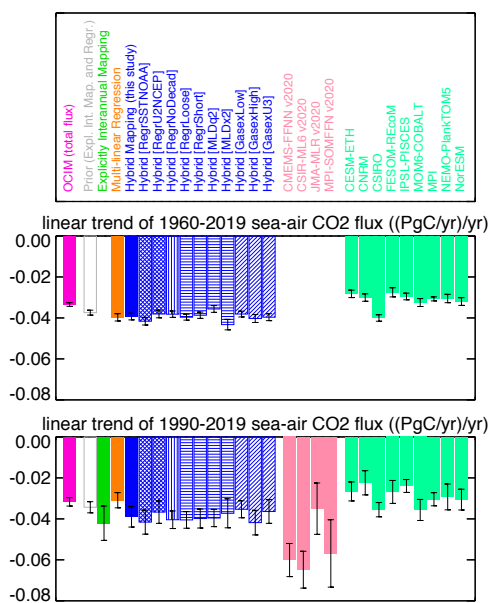 OCIM (total flux)
Prior (Expl. Int. Map. and Regr.)
Explicitly Interannual Mapping
Multi-linear Regression
Hybrid Mapping (this study)
Hybrid [RegrSSTNOAA]
Hybrid [RegrU2NCEP]
Hybrid [RegrNoDecad]
Hybrid [RegrLoose]
Hybrid [RegrShort]
Hybrid [MLDq2]
Hybrid [MLDx2]
Hybrid [GasexLow]
Hybrid [GasexHigh]
Hybrid [GasexU3]
CMEMS-FFNN v2020
CSIR-ML6 v2020
JMA-MLR v2020
MPI-SOMFFN v2020
CESM-ETH
CNRM
CSIRO
FESOM-REcoM
IPSL-PISCES
MOM6-COBALT
MPI
NEMO-PlankTOM5
NorESM
linear trend of 1960-2019 sea-air CO2 flux ((PgC/yr)/yr)
0.00
-0.02
-0.04
-0.06
-0.08
linear trend of 1990-2019 sea-air CO2 flux ((PgC/yr)/yr)
0.00
-0.02
-0.04
-0.06
-0.08